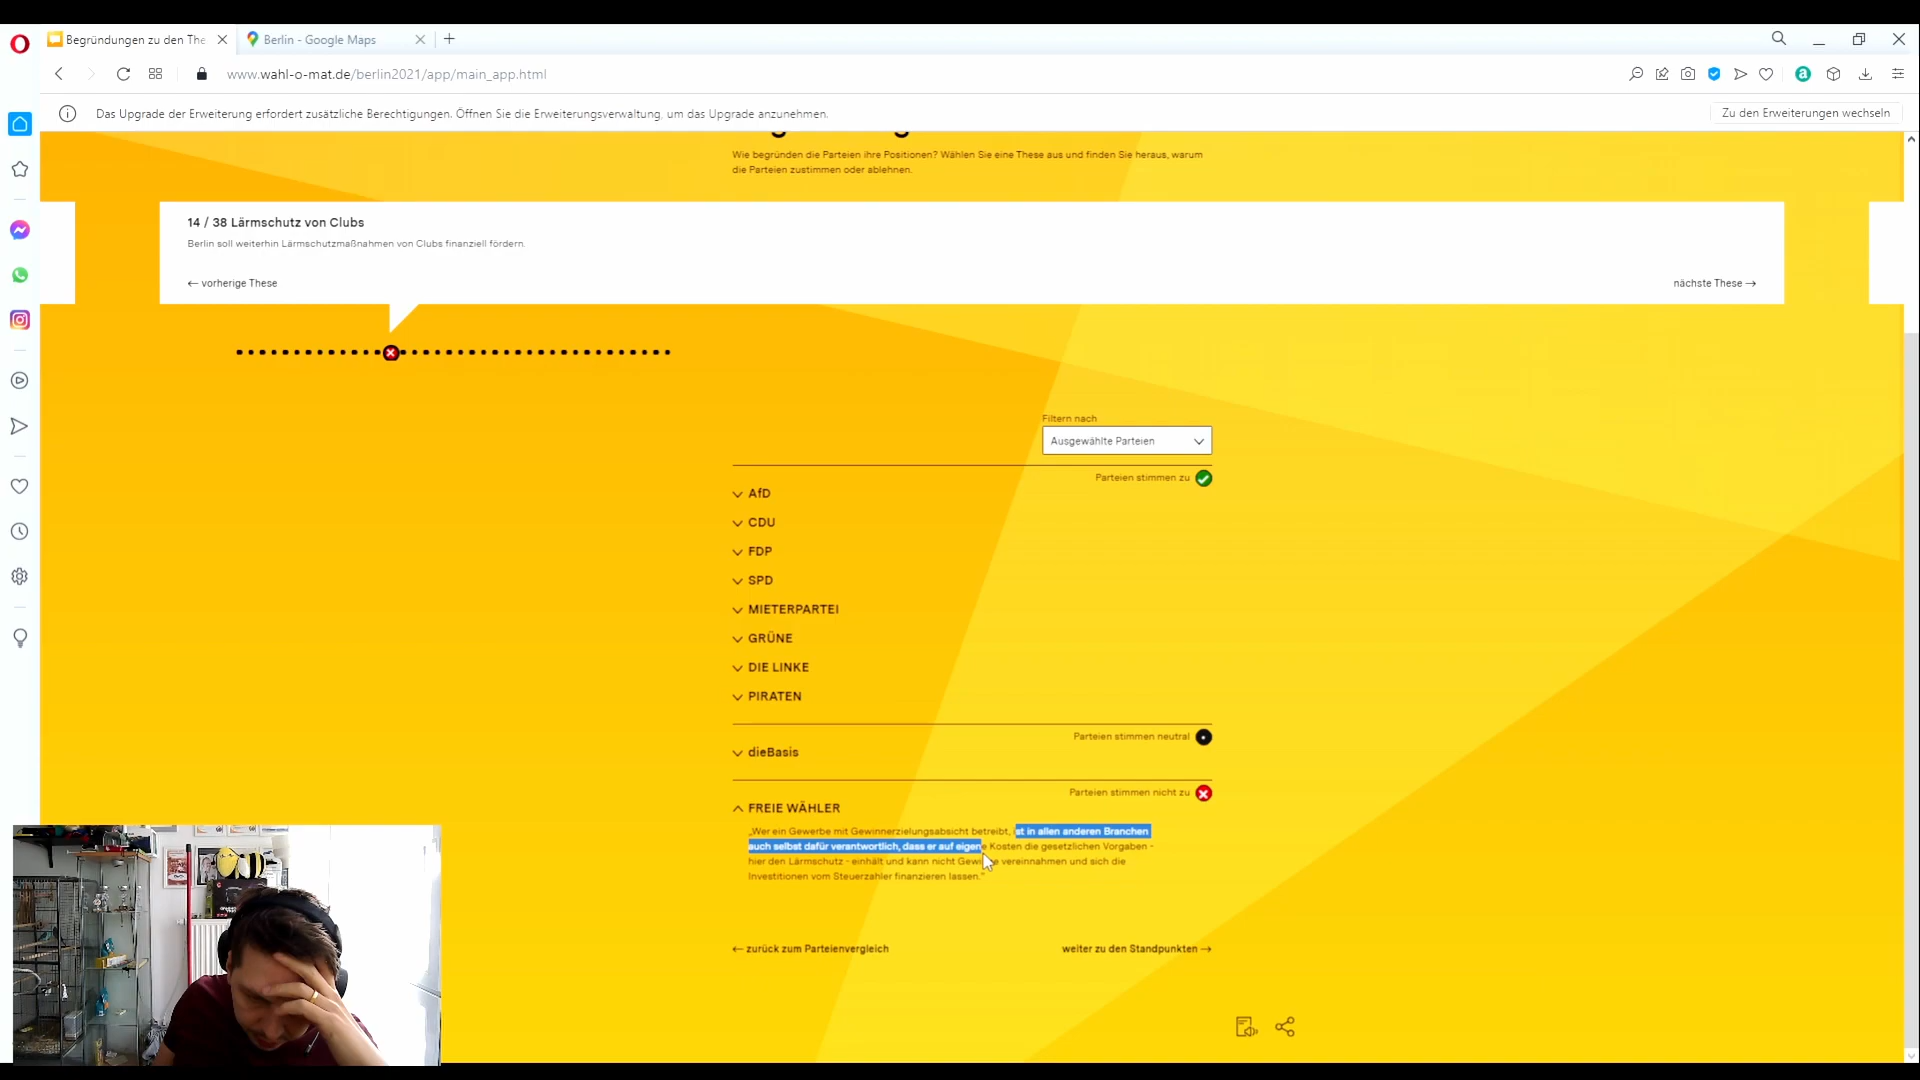 Begründungen zu den The
Berlin - Google Maps
www.wahl-o-mat.de/berlin2021/app/main_app.html
Das Upgrade der Erweiterung erfordert zusätzliche Berechtigungen. Öffnen Sie die Erweiterungsverwaltung, um das Upgrade anzunehmen.
Zu den Erweiterungen wechseln
Wie begründen die Parteien ihre Positionen? Wählen Sie eine These aus und finden Sie heraus, warum
die Parteien zustimmen oder ablehnen.
14 / 38 Lärmschutz von Clubs
Berlin soll weiterhin Lärmschutzmaßnahmen von Clubs finanziell fördern.
← vorherige These
nächste These →
Filtern nach
Ausgewählte Parteien
Parteien stimmen zu
AfD
CDU
FDP
SPD
MIETERPARTEI
GRÜNE
DIE LINKE
PIRATEN
Parteien stimmen neutral
dieBasis
Parteien stimmen nicht zu
FREIE WÄHLER
„Wer ein Gewerbe mit Gewinnerzielungsabsicht betreibt, ist in allen anderen Branchen
auch selbst dafür verantwortlich, dass er auf eigene Kosten die gesetzlichen Vorgaben -
hier den Lärmschutz - einhält und kann nicht Gewinne vereinnahmen und sich die
Investitionen vom Steuerzahler finanzieren lassen."
← zurück zum Parteienvergleich
weiter zu den Standpunkten →